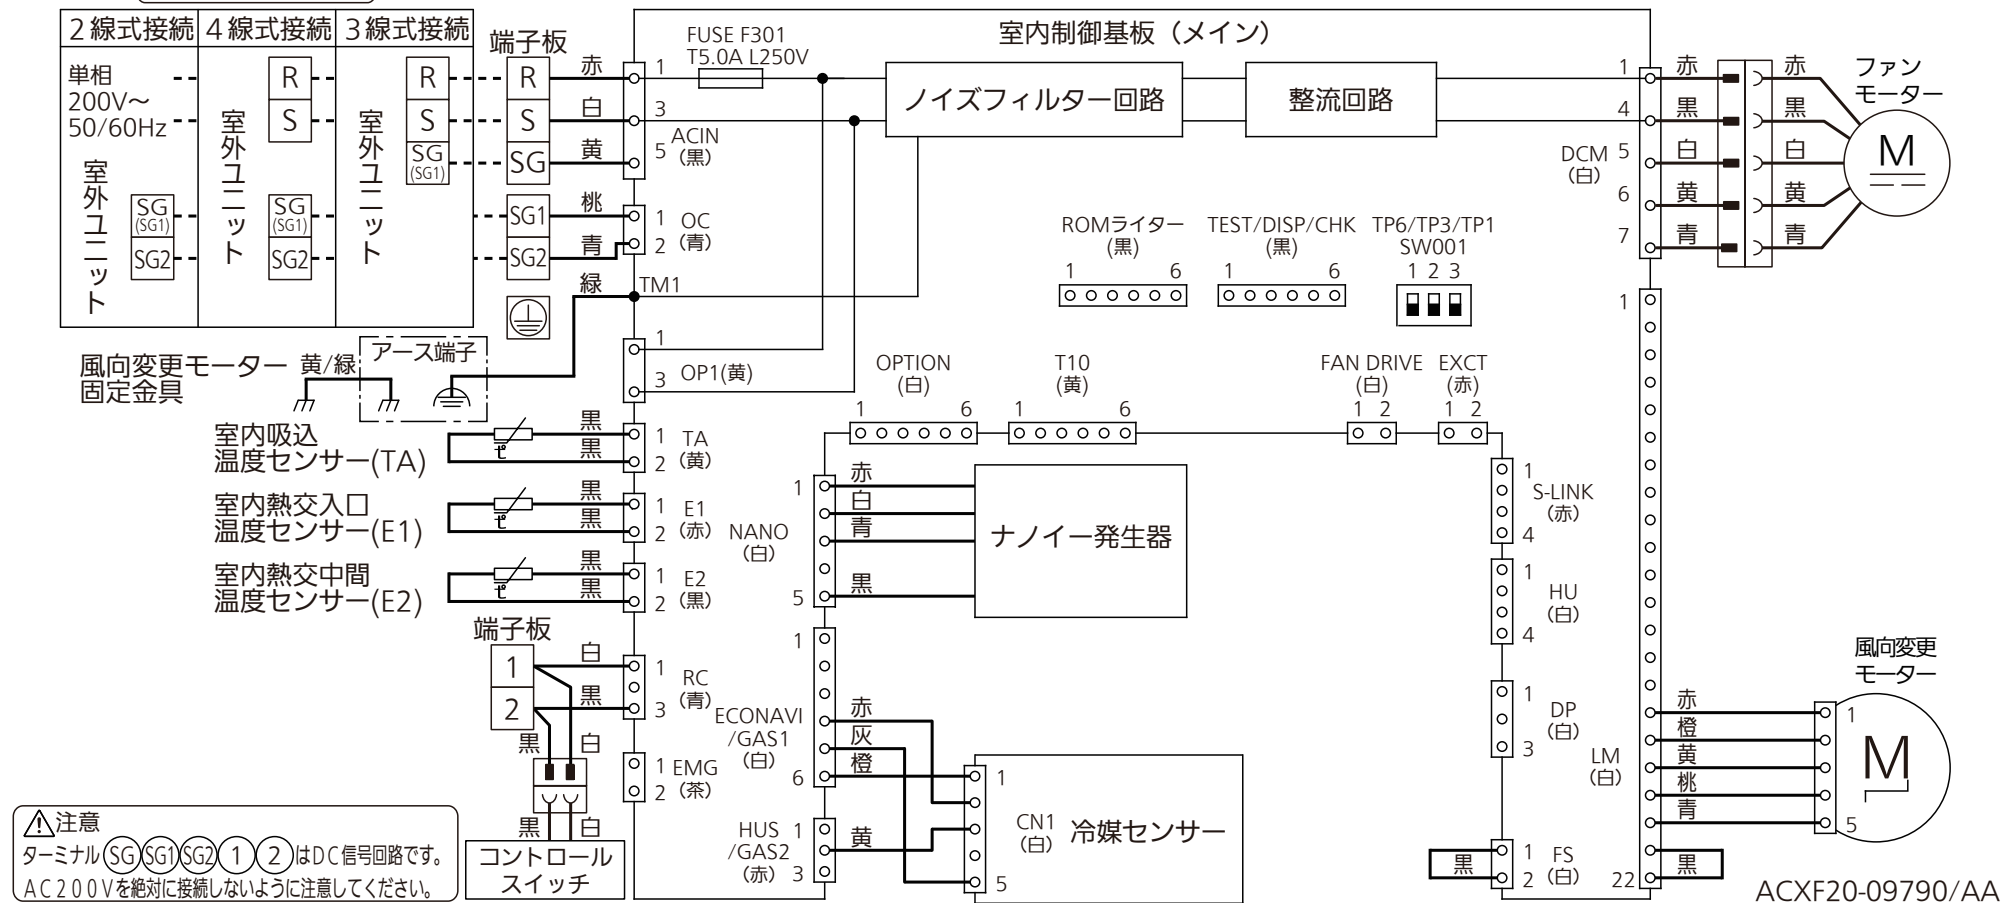 2線式接続 4線式接続 3線式接続
単相
200V～
50/60Hz
室外ユニット
SG
(SG1)
SG2
R
S
室外ユニット
SG
(SG1)
SG2
R
S
SG
(SG1)
室外ユニット
端子板
R 赤
S 白
SG 黄
SG1 桃
SG2 青
緑
1
3
5
ACIN
(黒)
1
2
OC
(青)
TM1
1
3
OP1(黄)
FUSE F301
T5.0A L250V
室内制御基板（メイン）
ノイズフィルター回路
整流回路
1
4
5
6
7
DCM
(白)
赤 赤
黒 黒
白 白
黄 黄
青 青
ファン
モーター
M
ROMライター
(黒)
1 6
TEST/DISP/CHK
(黒)
1 6
TP6/TP3/TP1
SW001
1 2 3
風向変更モーター
固定金具
黄/緑
アース端子
室内吸込
温度センサー(TA)
t°
黒
黒
1
2
TA
(黄)
室内熱交入口
温度センサー(E1)
t°
黒
黒
1
2
E1
(赤)
室内熱交中間
温度センサー(E2)
t°
黒
黒
1
2
E2
(黒)
OPTION
(白)
1 6
T10
(黄)
1 6
FAN DRIVE
(白)
1 2
EXCT
(赤)
1 2
NANO
(白)
1
5
赤
白
青
黒
ナノイー発生器
1
4
S-LINK
(赤)
1
4
HU
(白)
1
3
DP
(白)
1
2
FS
(白)
黒
端子板
1
2
白
黒
1
3
RC
(青)
黒 白
黒 白
コントロール
スイッチ
1
2
EMG
(茶)
1
6
ECONAVI
/GAS1
(白)
赤
灰
橙
HUS
/GAS2
(赤)
1
3
黄
1
5
CN1
(白)
冷媒センサー
1
22
LM
(白)
赤
橙
黄
桃
青
黒
1
5
風向変更
モーター
M
⚠注意
ターミナル(SG)(SG1)(SG2)(1)(2)はDC信号回路です。
AC200Vを絶対に接続しないように注意してください。
ACXF20-09790/AA